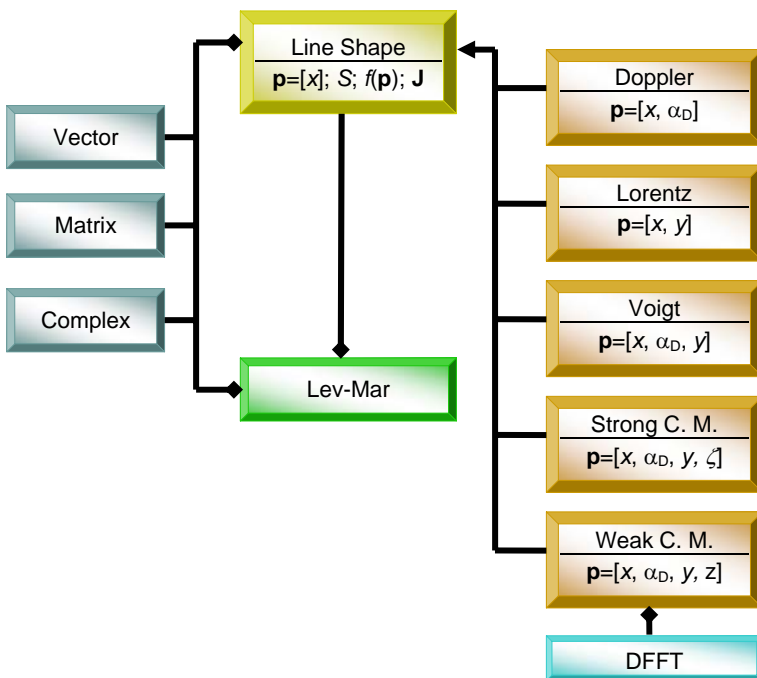 Line Shape
p=[x]; S; f(p); J
Vector
Matrix
Complex
Lev-Mar
Doppler
p=[x, αD]
Lorentz
p=[x, y]
Voigt
p=[x, αD, y]
Strong C. M.
p=[x, αD, y, ζ]
Weak C. M.
p=[x, αD, y, z]
DFFT